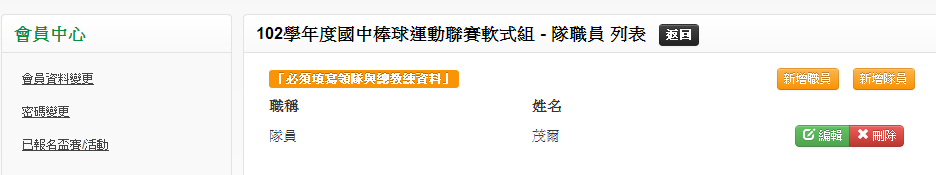 會員中心
會員資料變更
密碼變更
已報名盃賽/活動
102學年度國中棒球運動聯賽軟式組 - 隊職員 列表 返回
「必須填寫領隊與總教練資料」 新增職員 新增隊員
職稱 姓名
隊員 茂爾 編輯 刪除